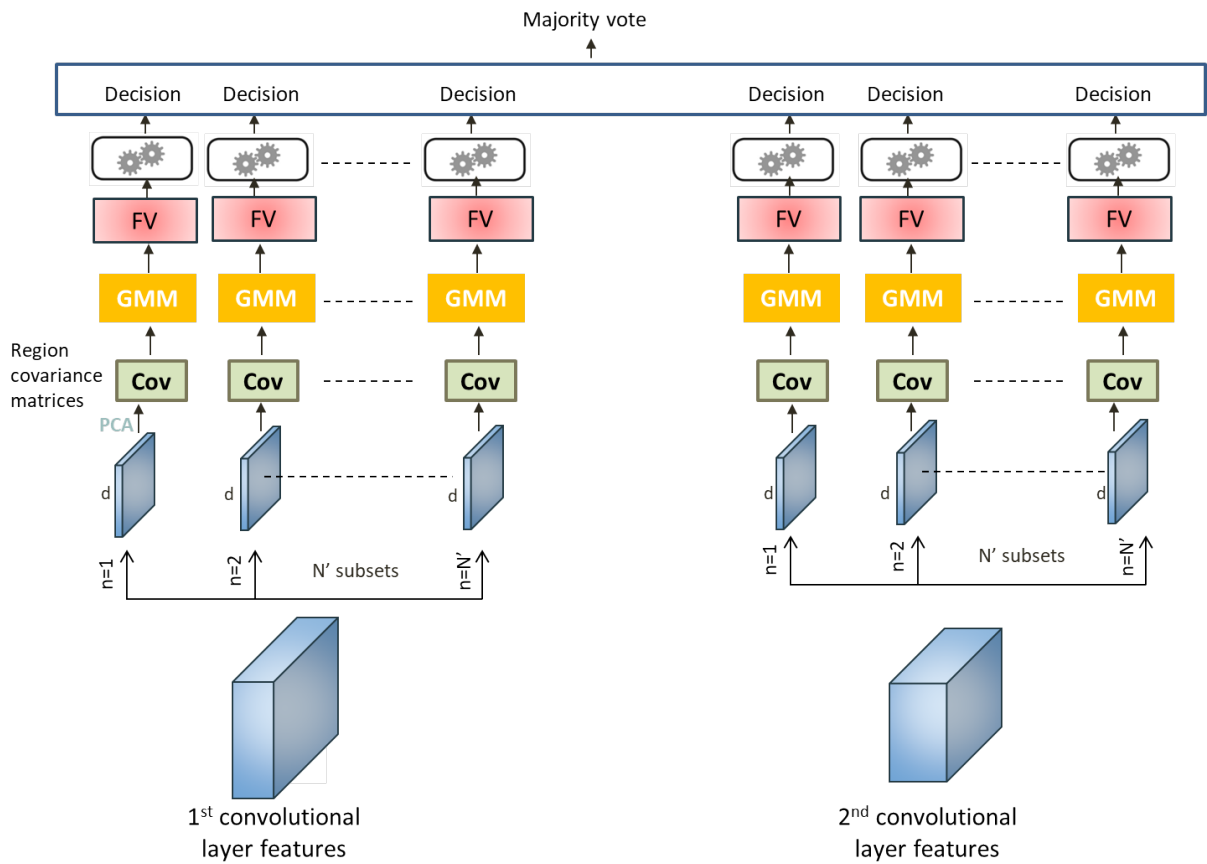 Majority vote
Decision Decision Decision Decision Decision Decision
FV FV FV FV FV FV
GMM GMM GMM GMM GMM GMM
Region
covariance
matrices
Cov Cov Cov Cov Cov Cov
PCA
d d d d d d
n=1 n=2 N' subsets n=N' n=1 n=2 N' subsets n=N'
1st convolutional
layer features
2nd convolutional
layer features